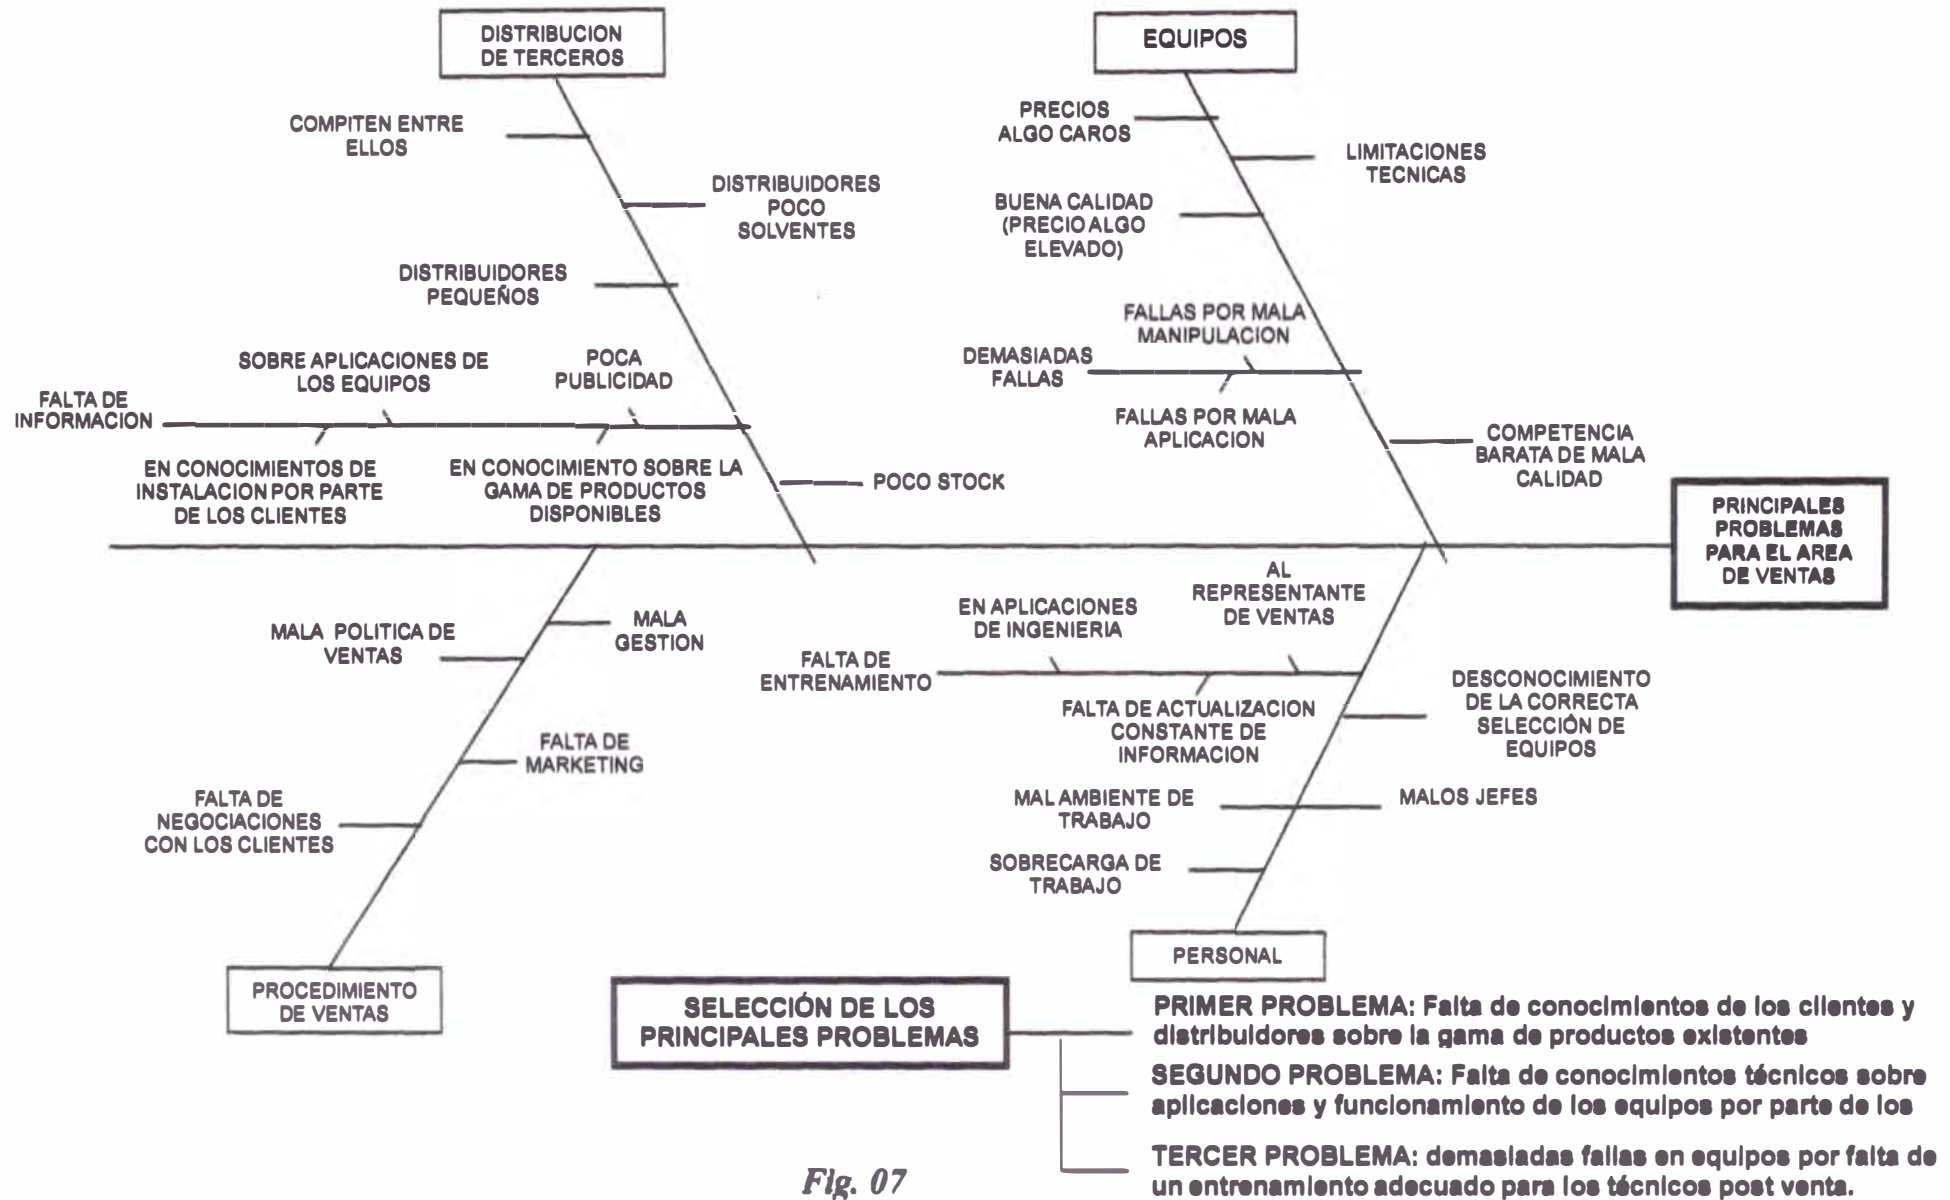 DISTRIBUCION
DE TERCEROS
EQUIPOS
COMPITEN ENTRE
ELLOS
DISTRIBUIDORES
POCO
SOLVENTES
DISTRIBUIDORES
PEQUEÑOS
SOBRE APLICACIONES DE
LOS EQUIPOS
POCA
PUBLICIDAD
FALTA DE
INFORMACION
EN CONOCIMIENTOS DE
INSTALACION POR PARTE
DE LOS CLIENTES
EN CONOCIMIENTO SOBRE LA
GAMA DE PRODUCTOS
DISPONIBLES
POCO STOCK
PRECIOS
ALGO CAROS
LIMITACIONES
TECNICAS
BUENA CALIDAD
(PRECIO ALGO
ELEVADO)
FALLAS POR MALA
MANIPULACION
DEMASIADAS
FALLAS
FALLAS POR MALA
APLICACION
COMPETENCIA
BARATA DE MALA
CALIDAD
PRINCIPALES
PROBLEMAS
PARA EL AREA
DE VENTAS
MALA POLITICA DE
VENTAS
MALA
GESTION
FALTA DE
MARKETING
FALTA DE
NEGOCIACIONES
CON LOS CLIENTES
PROCEDIMIENTO
DE VENTAS
EN APLICACIONES
DE INGENIERIA
AL
REPRESENTANTE
DE VENTAS
FALTA DE
ENTRENAMIENTO
FALTA DE ACTUALIZACION
CONSTANTE DE
INFORMACION
DESCONOCIMIENTO
DE LA CORRECTA
SELECCIÓN DE
EQUIPOS
MAL AMBIENTE DE
TRABAJO
MALOS JEFES
SOBRECARGA DE
TRABAJO
PERSONAL
SELECCIÓN DE LOS
PRINCIPALES PROBLEMAS
PRIMER PROBLEMA: Falta de conocimientos de los clientes y
distribuidores sobre la gama de productos existentes
SEGUNDO PROBLEMA: Falta de conocimientos técnicos sobre
aplicaciones y funcionamiento de los equipos por parte de los
TERCER PROBLEMA: demasiadas fallas en equipos por falta de
un entrenamiento adecuado para los técnicos post venta.
Fig. 07